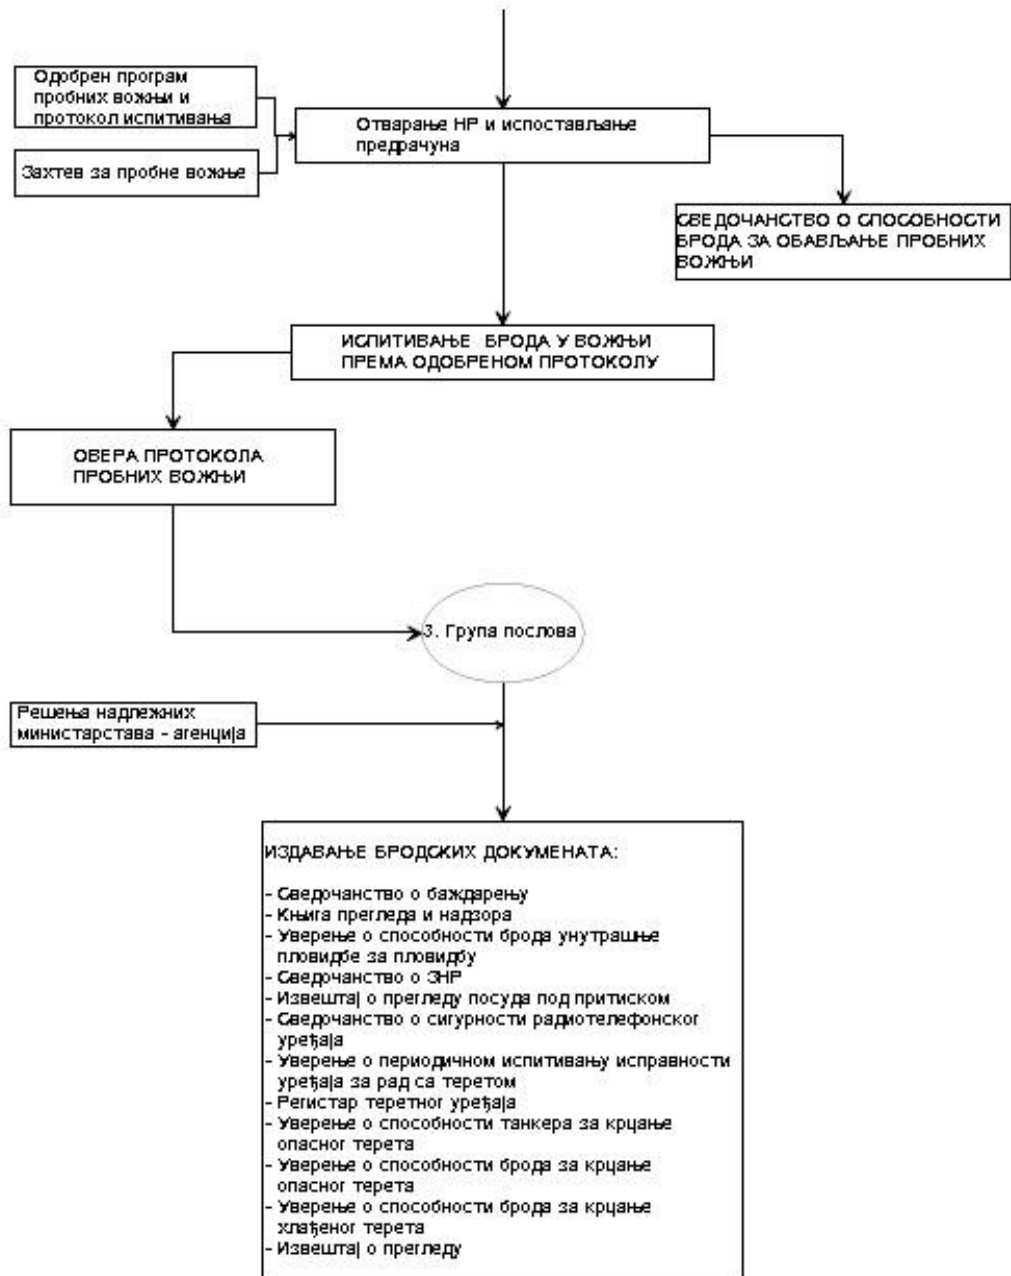 Одобрен програм
пробних вожњи и
протокол испитивања
Захтев за пробне вожње
Отварање НР и испостављање
предрачуна
СВЕДОЧАНСТВО О СПОСОБНОСТИ
БРОДА ЗА ОБАВЉАЊЕ ПРОБНИХ
ВОЖЊИ
ИСПИТИВАЊЕ БРОДА У ВОЖЊИ
ПРЕМА ОДОБРЕНОМ ПРОТОКОЛУ
ОВЕРА ПРОТОКОЛА
ПРОБНИХ ВОЖЊИ
3. Група послова
Решења надлежних
министарстава - агенција
ИЗДАВАЊЕ БРОДСКИХ ДОКУМЕНАТА:
- Сведочанство о баждарењу
- Књига прегледа и надзора
- Уверење о способности брода унутрашње
пловидбе за пловидбу
- Сведочанство о ЗНР
- Извештај о прегледу посуда под притиском
- Сведочанство о сигурности радиотелефонског
уређаја
- Уверење о периодичном испитивању исправности
уређаја за рад са теретом
- Регистар теретног уређаја
- Уверење о способности танкера за крцање
опасног терета
- Уверење о способности брода за крцање
опасног терета
- Уверење о способности брода за крцање
хлађеног терета
- Извештај о прегледу